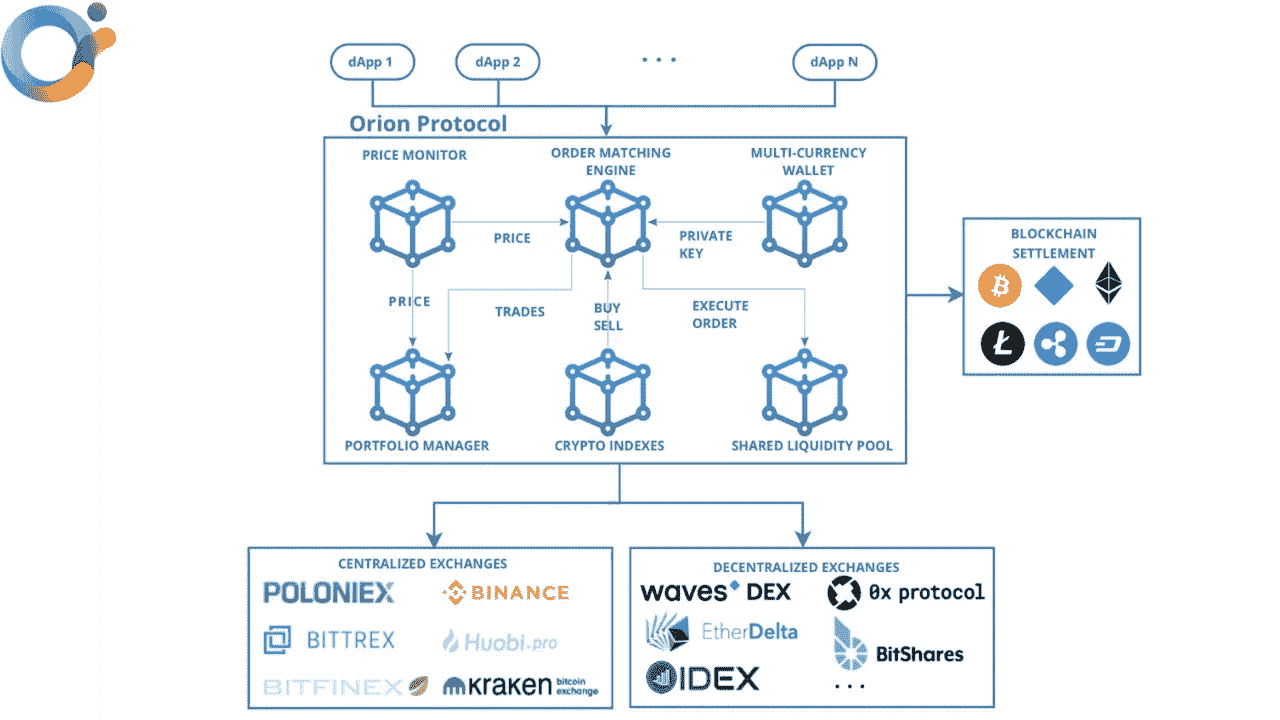 dApp 1
dApp 2
...
dApp N
Orion Protocol
PRICE MONITOR
ORDER MATCHING
ENGINE
MULTI-CURRENCY
WALLET
PRICE
PRIVATE
KEY
PRICE
TRADES
BUY
SELL
EXECUTE
ORDER
PORTFOLIO MANAGER
CRYPTO INDEXES
SHARED LIQUIDITY POOL
BLOCKCHAIN
SETTLEMENT
CENTRALIZED EXCHANGES
POLONIEX
BINANCE
BITTREX
Huobi.pro
BITFINEX
kraken bitcoin
exchange
DECENTRALIZED EXCHANGES
waves DEX
0x protocol
EtherDelta
BitShares
IDEX
...